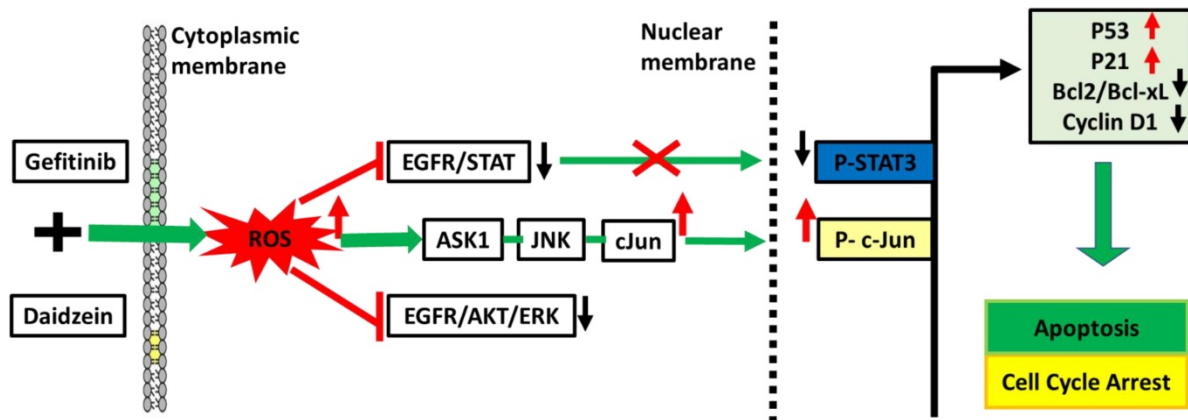 Cytoplasmic
membrane
Nuclear
membrane
P53
P21
Bcl2/Bcl-xL
Cyclin D1
Gefitinib
+
Daidzein
ROS
EGFR/STAT
ASK1
JNK
cJun
EGFR/AKT/ERK
P-STAT3
P- c-Jun
Apoptosis
Cell Cycle Arrest